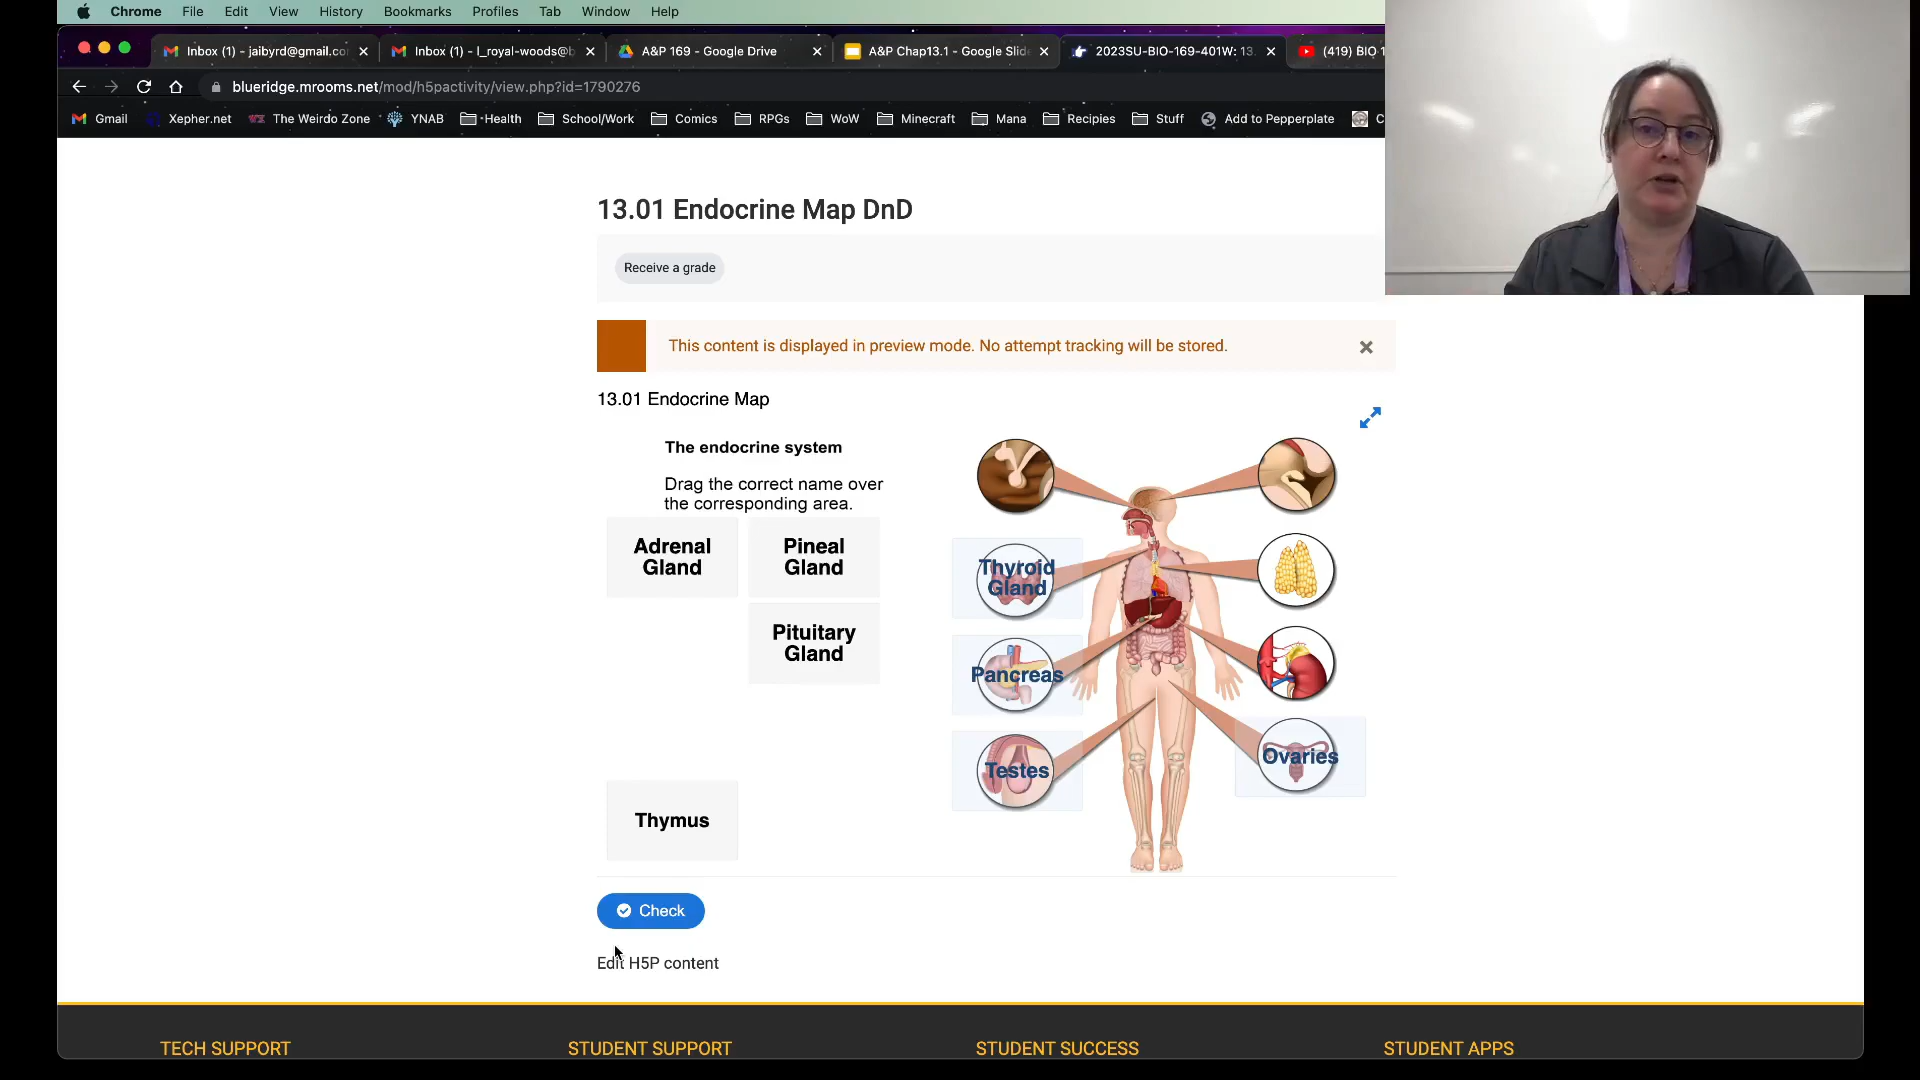 Chrome File Edit View History Bookmarks Profiles Tab Window Help
Inbox (1) - jaibyrd@gmail.co Inbox (1) - l_royal-woods@b A&P 169 - Google Drive A&P Chap13.1 - Google Slide 2023SU-BIO-169-401W: 13. (419) BIO 1
blueridge.mrooms.net/mod/h5pactivity/view.php?id=1790276
Gmail Xepher.net The Weirdo Zone YNAB Health School/Work Comics RPGs WoW Minecraft Mana Recipies Stuff Add to Pepperplate C
13.01 Endocrine Map DnD
Receive a grade
This content is displayed in preview mode. No attempt tracking will be stored.
13.01 Endocrine Map
The endocrine system
Drag the correct name over
the corresponding area.
Adrenal
Gland
Pineal
Gland
Pituitary
Gland
Thymus
Thyroid
Gland
Pancreas
Testes
Ovaries
Check
Edit H5P content
TECH SUPPORT STUDENT SUPPORT STUDENT SUCCESS STUDENT APPS